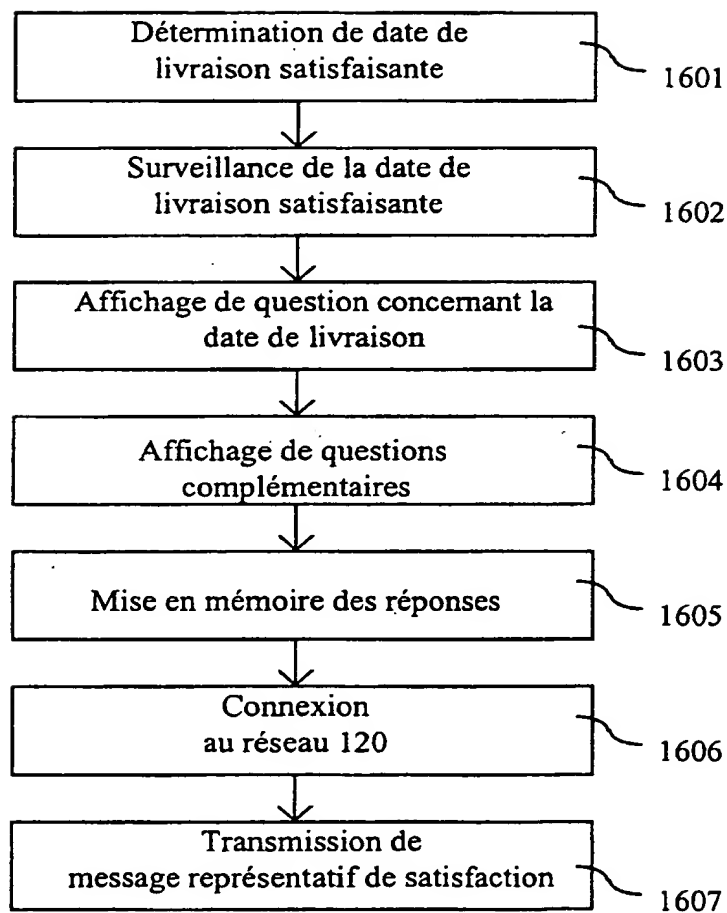 Détermination de date de
livraison satisfaisante
1601
Surveillance de la date de
livraison satisfaisante
1602
Affichage de question concernant la
date de livraison
1603
Affichage de questions
complémentaires
1604
Mise en mémoire des réponses
1605
Connexion
au réseau 120
1606
Transmission de
message représentatif de satisfaction
1607